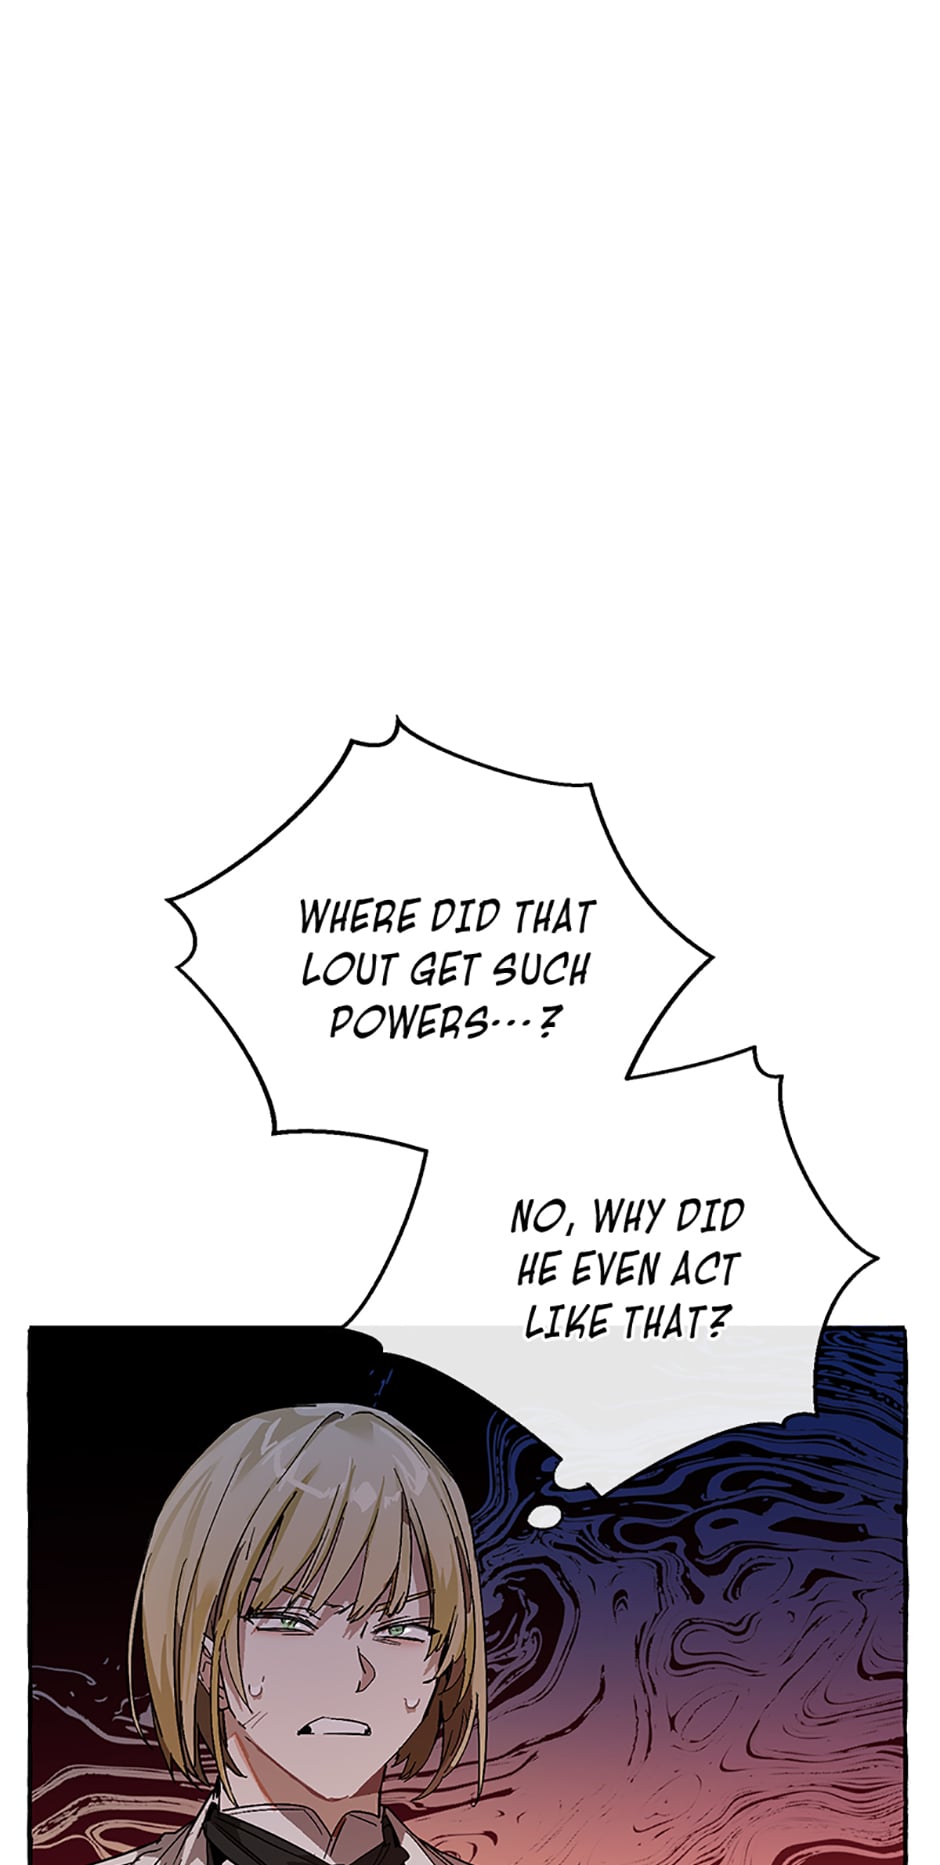 WHERE DID THAT
LOUT GET SUCH
POWERS...?
NO, WHY DID
HE EVEN ACT
LIKE THAT?